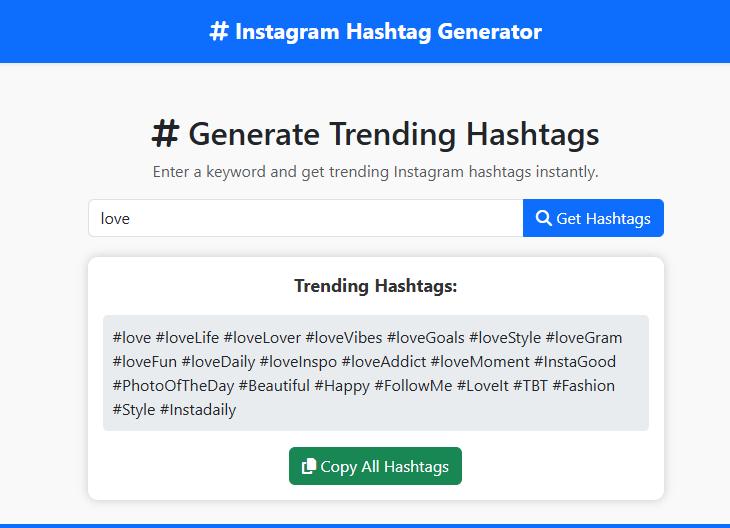 # Instagram Hashtag Generator
# Generate Trending Hashtags
Enter a keyword and get trending Instagram hashtags instantly.
love
Get Hashtags
Trending Hashtags:
#love #loveLife #loveLover #loveVibes #loveGoals #loveStyle #loveGram
#loveFun #loveDaily #loveInspo #loveAddict #loveMoment #InstaGood
#PhotoOfTheDay #Beautiful #Happy #FollowMe #LoveIt #TBT #Fashion
#Style #Instadaily
Copy All Hashtags